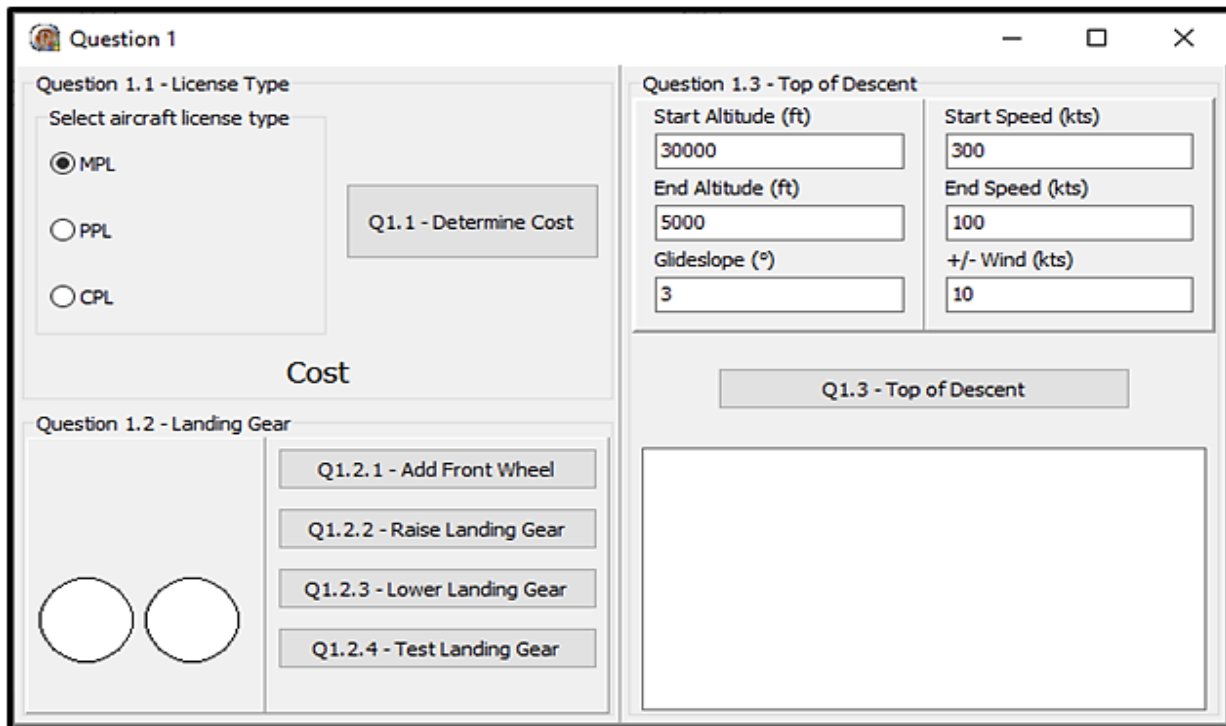 Question 1
Question 1.1 - License Type
Select aircraft license type
MPL
PPL
CPL
Q1.1 - Determine Cost
Cost
Question 1.2 - Landing Gear
Q1.2.1 - Add Front Wheel
Q1.2.2 - Raise Landing Gear
Q1.2.3 - Lower Landing Gear
Q1.2.4 - Test Landing Gear
Question 1.3 - Top of Descent
Start Altitude (ft)
30000
End Altitude (ft)
5000
Glideslope (°)
3
Start Speed (kts)
300
End Speed (kts)
100
+/- Wind (kts)
10
Q1.3 - Top of Descent